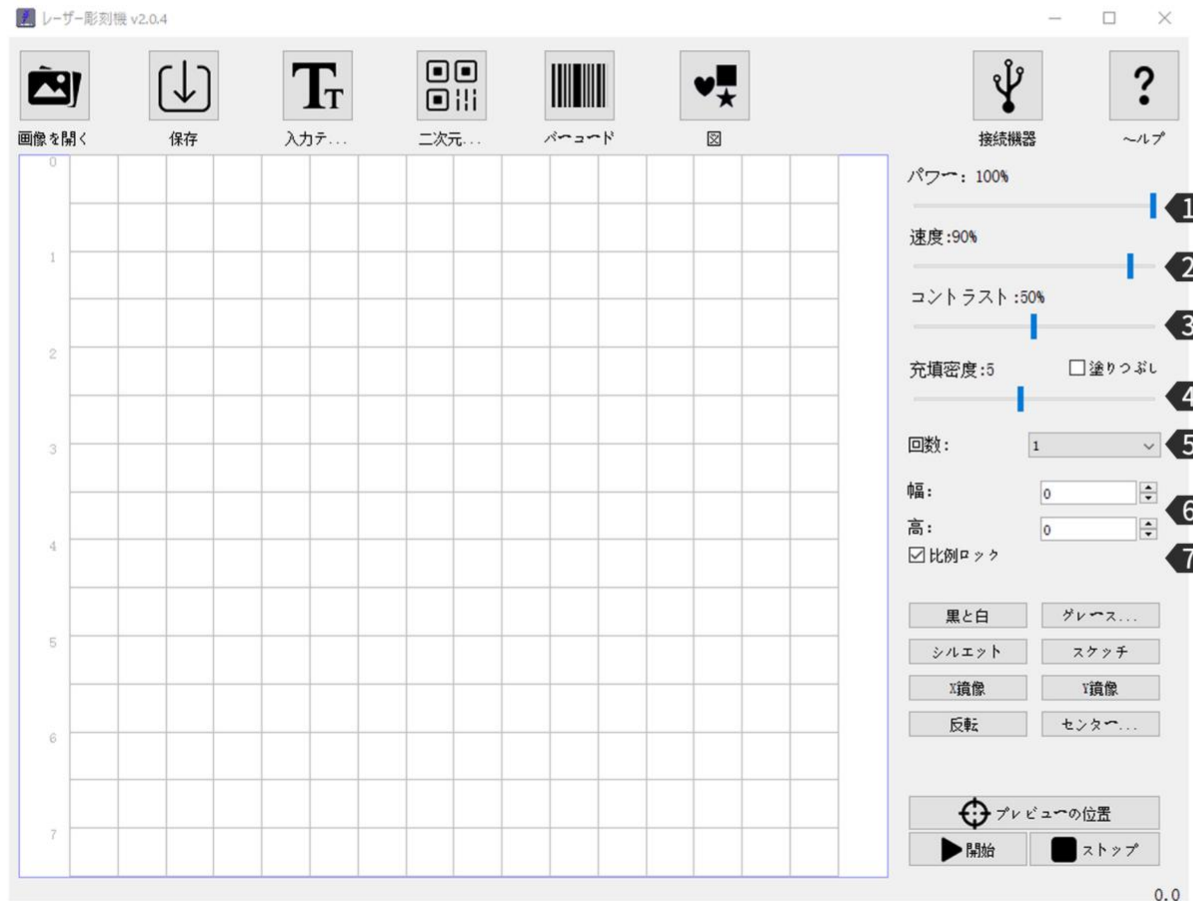 レーザー彫刻機 v2.0.4
画像を開く 保存 入力テ... 二次元... バーコード 図 接続機器 ヘルプ
0
1
2
3
4
5
6
7
パワー: 100%
1
速度:90%
2
コントラスト:50%
3
充填密度:5 塗りつぶし
4
回数: 1
5
幅: 0
6
高: 0
比例ロック
7
黒と白 グレース...
シルエット スケッチ
X鏡像 Y鏡像
反転 センター...
プレビューの位置
開始 ストップ
0.0